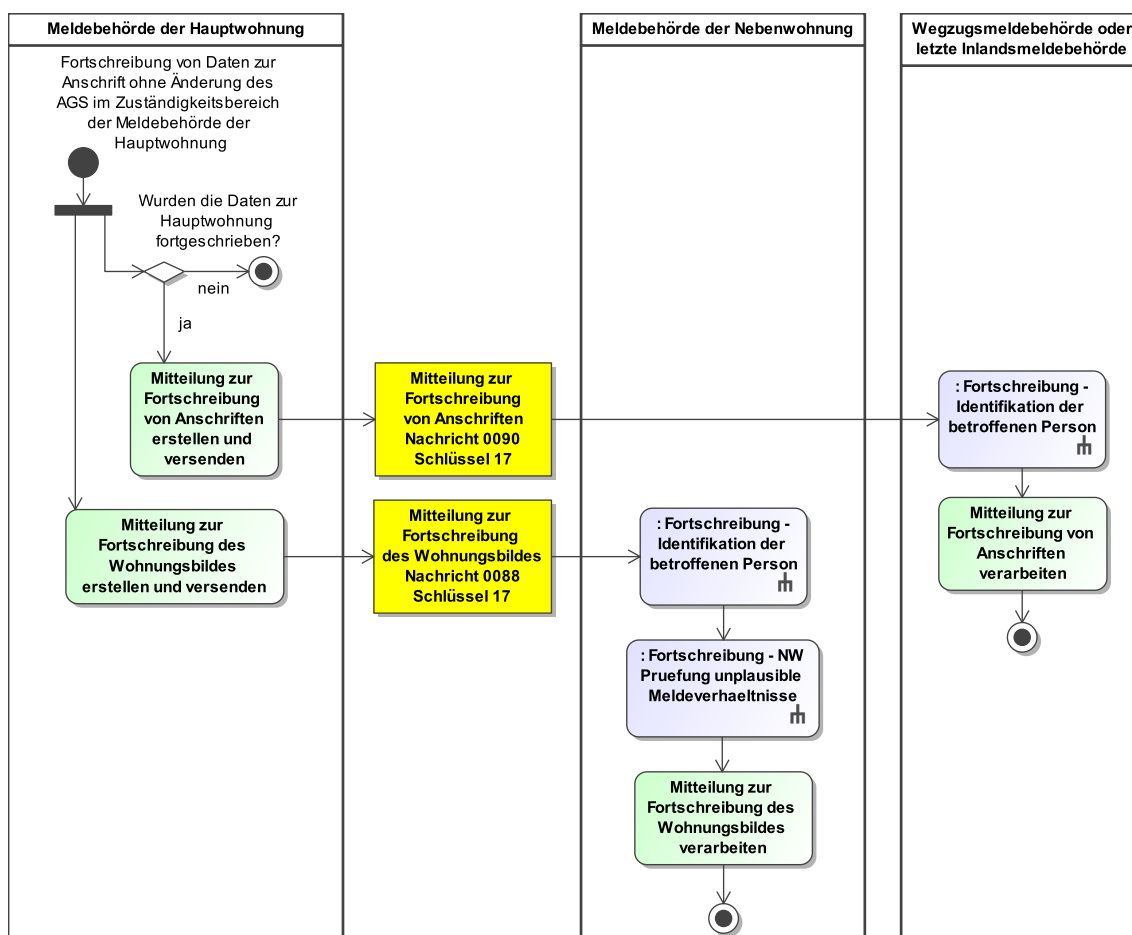 Meldebehörde der Hauptwohnung
Meldebehörde der Nebenwohnung
Wegzugsmeldebehörde oder
letzte Inlandsmeldebehörde
Fortschreibung von Daten zur
Anschrift ohne Änderung des
AGS im Zuständigkeitsbereich
der Meldebehörde der
Hauptwohnung
Wurden die Daten zur
Hauptwohnung
fortgeschrieben?
nein
ja
Mitteilung zur
Fortschreibung
von Anschriften
erstellen und
versenden
Mitteilung zur
Fortschreibung
von Anschriften
Nachricht 0090
Schlüssel 17
: Fortschreibung -
Identifikation der
betroffenen Person
Mitteilung zur
Fortschreibung des
Wohnungsbildes
erstellen und versenden
Mitteilung zur
Fortschreibung
des Wohnungsbildes
Nachricht 0088
Schlüssel 17
: Fortschreibung -
Identifikation der
betroffenen Person
Mitteilung zur
Fortschreibung von
Anschriften
verarbeiten
: Fortschreibung - NW
Pruefung unplausible
Meldeverhaeltnisse
Mitteilung zur
Fortschreibung des
Wohnungsbildes
verarbeiten